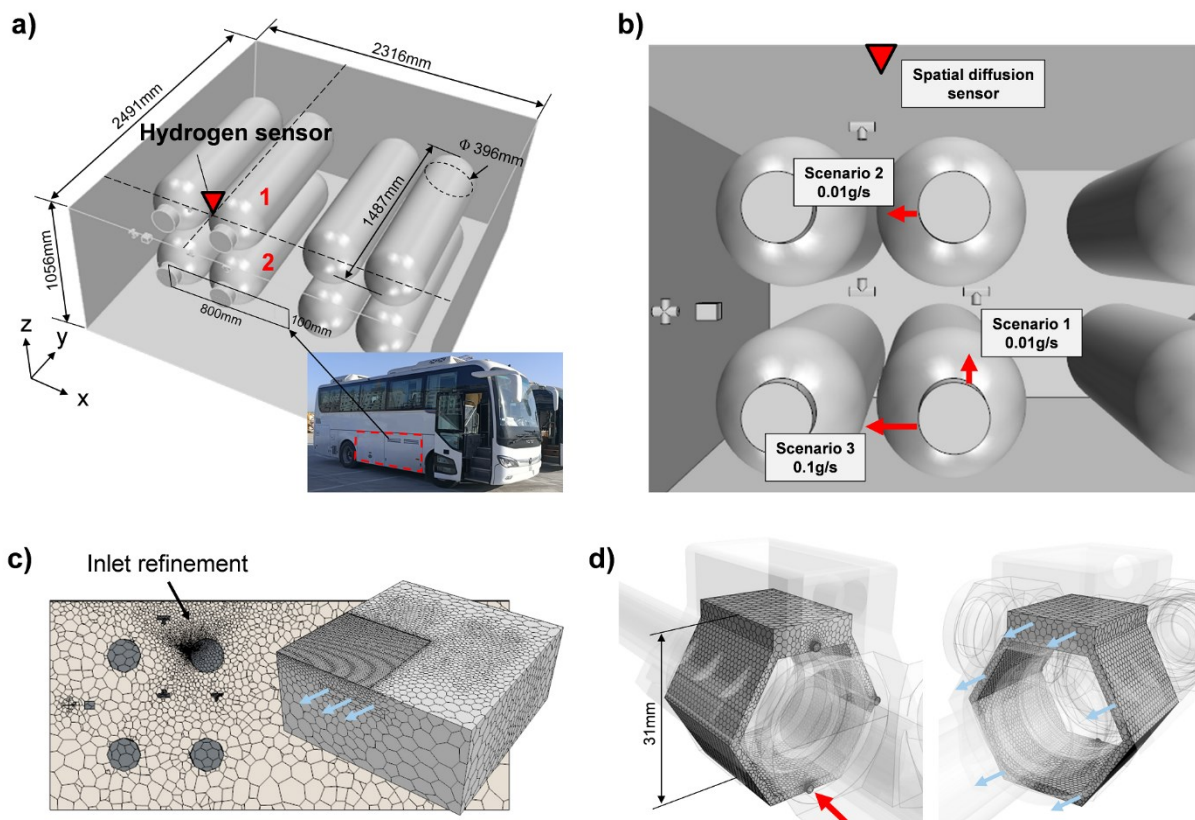 a)
2316mm
2491mm
Hydrogen sensor
Φ 396mm
1
1487mm
2
1056mm
800mm
100mm
z
y
x
b)
Spatial diffusion
sensor
Scenario 2
0.01g/s
Scenario 1
0.01g/s
Scenario 3
0.1g/s
c)
Inlet refinement
d)
31mm